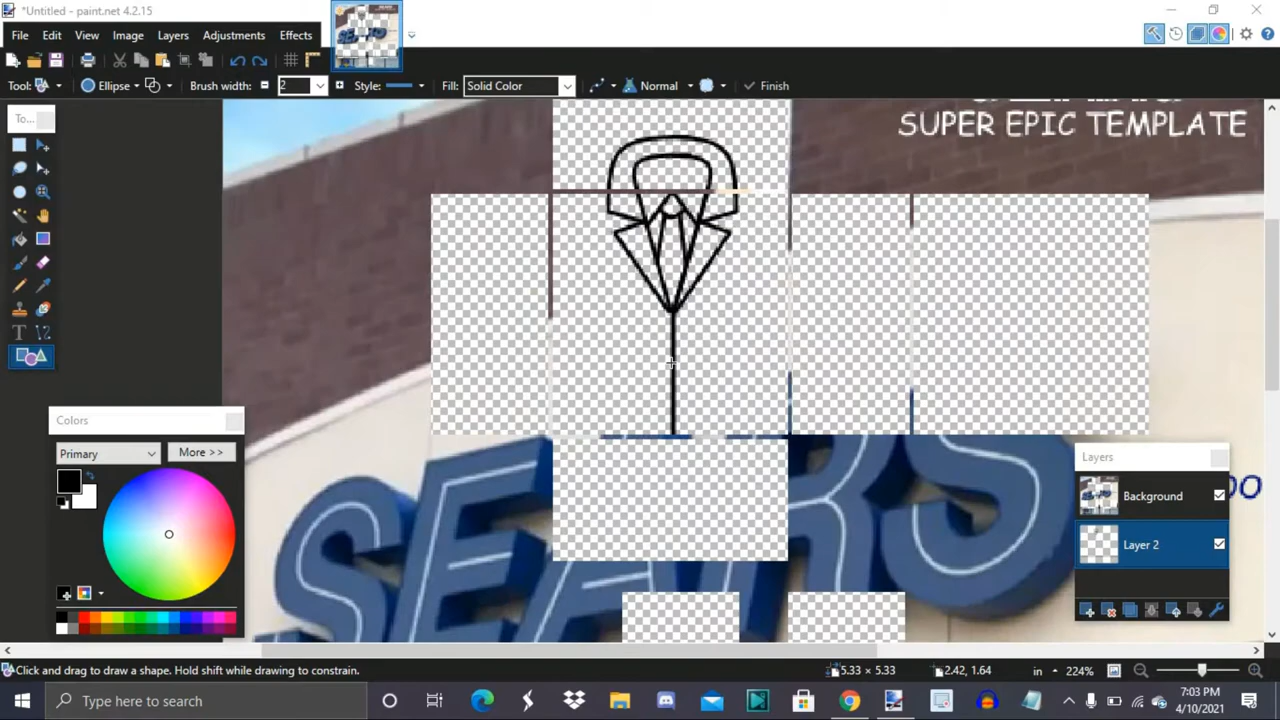 *Untitled - paint.net 4.2.15
File Edit View Image Layers Adjustments Effects
Tool: Ellipse Brush width: 2 Style: Fill: Solid Color Normal Finish
To...
SUPER EPIC TEMPLATE
Colors
Primary More >>
Layers
Background
Layer 2
SEARS
Click and drag to draw a shape. Hold shift while drawing to constrain. 5.33 × 5.33 2.42, 1.64 in 224%
Type here to search
7:03 PM
4/10/2021